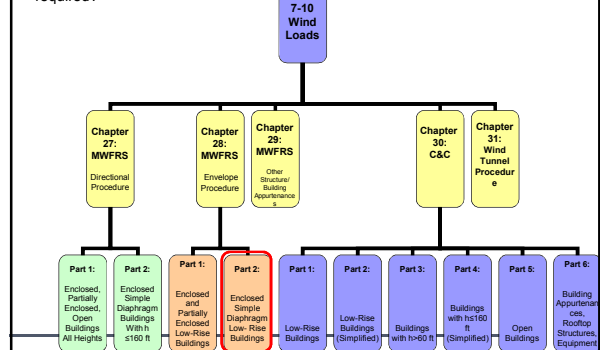 required?
7-10
Wind
Loads
Chapter
27:
MWFRS
Directional
Procedure
Chapter
28:
MWFRS
Envelope
Procedure
Chapter
29:
MWFRS
Other
Structure/
Building
Appurtenance
s
Chapter
30:
C&C
Chapter
31:
Wind
Tunnel
Procedur
e
Part 1:
Enclosed,
Partially
Enclosed,
Open
Buildings
All Heights
Part 2:
Enclosed
Simple
Diaphragm
Buildings
With h
≤160 ft
Part 1:
Enclosed
and
Partially
Enclosed
Low-Rise
Buildings
Part 2:
Enclosed
Simple
Diaphragm
Low- Rise
Buildings
Part 1:
Low-Rise
Buildings
Part 2:
Low-Rise
Buildings
(Simplified)
Part 3:
Buildings
with h>60 ft
Part 4:
Buildings
with h≤160
ft
(Simplified)
Part 5:
Open
Buildings
Part 6:
Building
Appurtenan
ces,
Rooftop
Structures,
Equipment